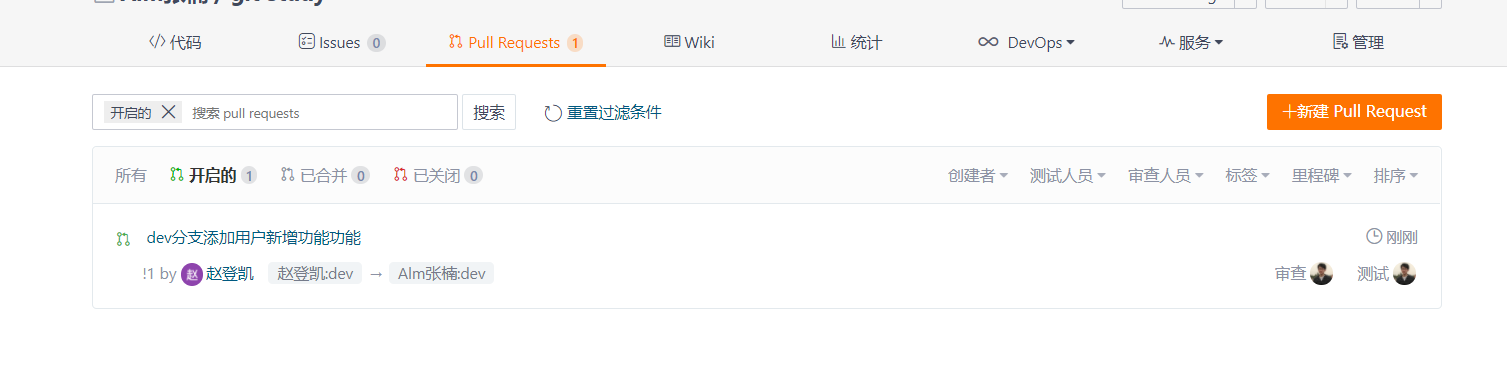 代码 Issues 0 Pull Requests 1 Wiki 统计 DevOps 服务 管理
开启的 搜索 pull requests 搜索 重置过滤条件 +新建 Pull Request
所有 开启的 1 已合并 0 已关闭 0 创建者 测试人员 审查人员 标签 里程碑 排序
dev分支添加用户新增功能功能 刚刚
!1 by 赵 赵登凯 赵登凯:dev → Alm张楠:dev 审查 测试